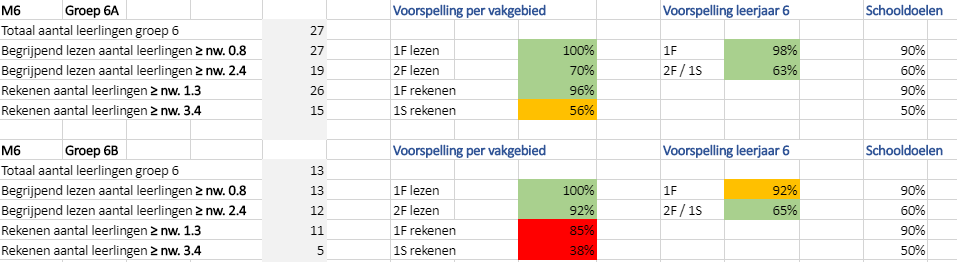 M6 Groep 6A Voorspelling per vakgebied Voorspelling leerjaar 6 Schooldoelen
Totaal aantal leerlingen groep 6 27
Begrijpend lezen aantal leerlingen ≥ nw. 0.8 27 1F lezen 100% 1F 98% 90%
Begrijpend lezen aantal leerlingen ≥ nw. 2.4 19 2F lezen 70% 2F / 1S 63% 60%
Rekenen aantal leerlingen ≥ nw. 1.3 26 1F rekenen 96% 90%
Rekenen aantal leerlingen ≥ nw. 3.4 15 1S rekenen 56% 50%
M6 Groep 6B Voorspelling per vakgebied Voorspelling leerjaar 6 Schooldoelen
Totaal aantal leerlingen groep 6 13
Begrijpend lezen aantal leerlingen ≥ nw. 0.8 13 1F lezen 100% 1F 92% 90%
Begrijpend lezen aantal leerlingen ≥ nw. 2.4 12 2F lezen 92% 2F / 1S 65% 60%
Rekenen aantal leerlingen ≥ nw. 1.3 11 1F rekenen 85% 90%
Rekenen aantal leerlingen ≥ nw. 3.4 5 1S rekenen 38% 50%